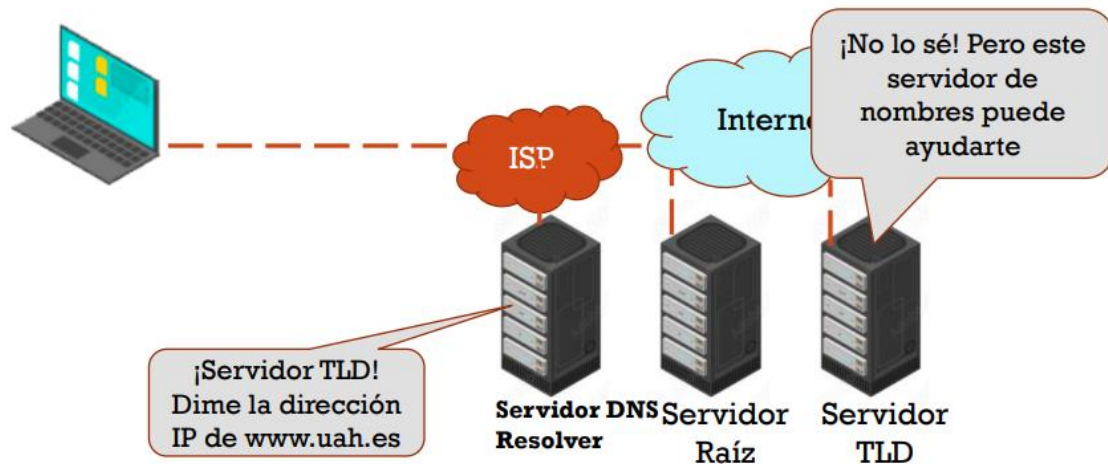 ¡No lo sé! Pero este
servidor de
nombres puede
ayudarte
ISP
¡Servidor TLD!
Dime la dirección
IP de www.uah.es
Servidor DNS
Resolver
Servidor
Raíz
Servidor
TLD